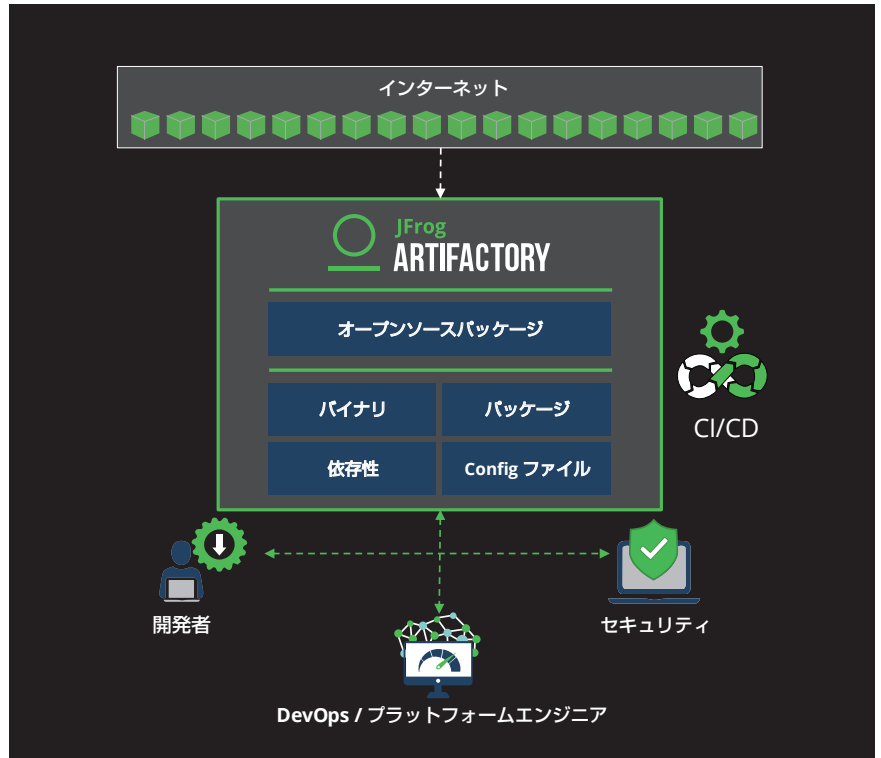 インターネット
JFrog
ARTIFACTORY
オープンソースパッケージ
バイナリ
パッケージ
依存性
Config ファイル
CI/CD
開発者
セキュリティ
DevOps / プラットフォームエンジニア